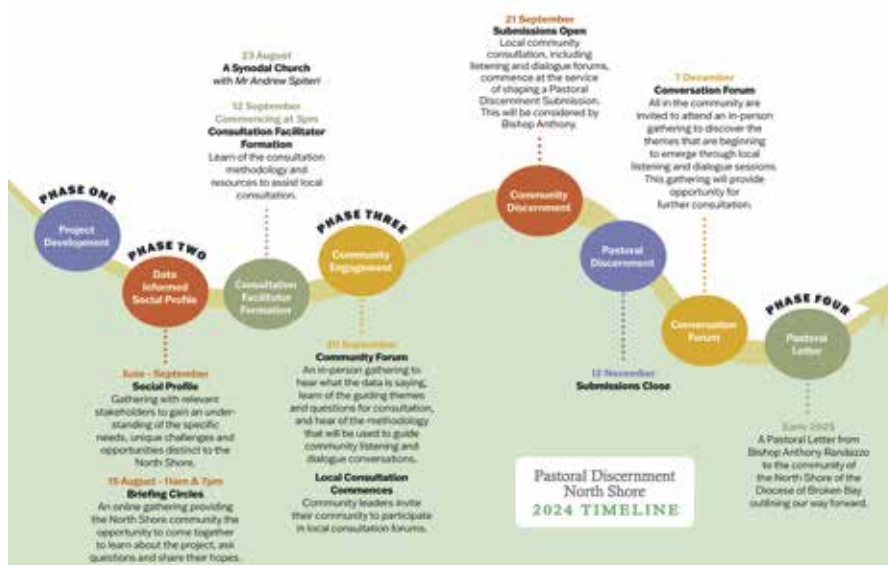 PHASE ONE
Project
Development
PHASE TWO
Data
Informed
Social Profile
June - September
Social Profile
Gathering with relevant
stakeholders to gain an under-
standing of the specific
needs, unique challenges and
opportunities distinct to the
North Shore.
15 August - 11am & 7pm
Briefing Circles
An online gathering providing
the North Shore community the
opportunity to come together
to learn about the project, ask
questions and share their hopes.
23 August
A Synodal Church
with Mr Andrew Spiteri
12 September
Commencing at 3pm
Consultation Facilitator
Formation
Learn of the consultation
methodology and
resources to assist local
consultation.
Consultation
Facilitator
Formation
PHASE THREE
Community
Engagement
September
Community Forum
An in-person gathering to
hear what the data is saying,
learn of the guiding themes
and questions for consultation,
and hear of the methodology
that will be used to guide
community listening and
dialogue conversations.
Local Consultation
Commences
Community leaders invite
their community to participate
in local consultation forums.
21 September
Submissions Open
Local community
consultation, including
listening and dialogue forums,
commence at the service
of shaping a Pastoral
Discernment Submission.
This will be considered by
Bishop Anthony.
Community
Discernment
Pastoral
Discernment
12 November
Submissions Close
7 December
Conversation Forum
All in the community are
invited to attend an in-person
gathering to discover the
themes that are beginning
to emerge through local
listening and dialogue sessions.
This gathering will provide
opportunity for
further consultation.
Conversation
Forum
PHASE FOUR
Pastoral
Letter
Early 2025
A Pastoral Letter from
Bishop Anthony Randazzo
to the community of
the North Shore of the
Diocese of Broken Bay
outlining our way forward.
Pastoral Discernment
North Shore
2024 TIMELINE